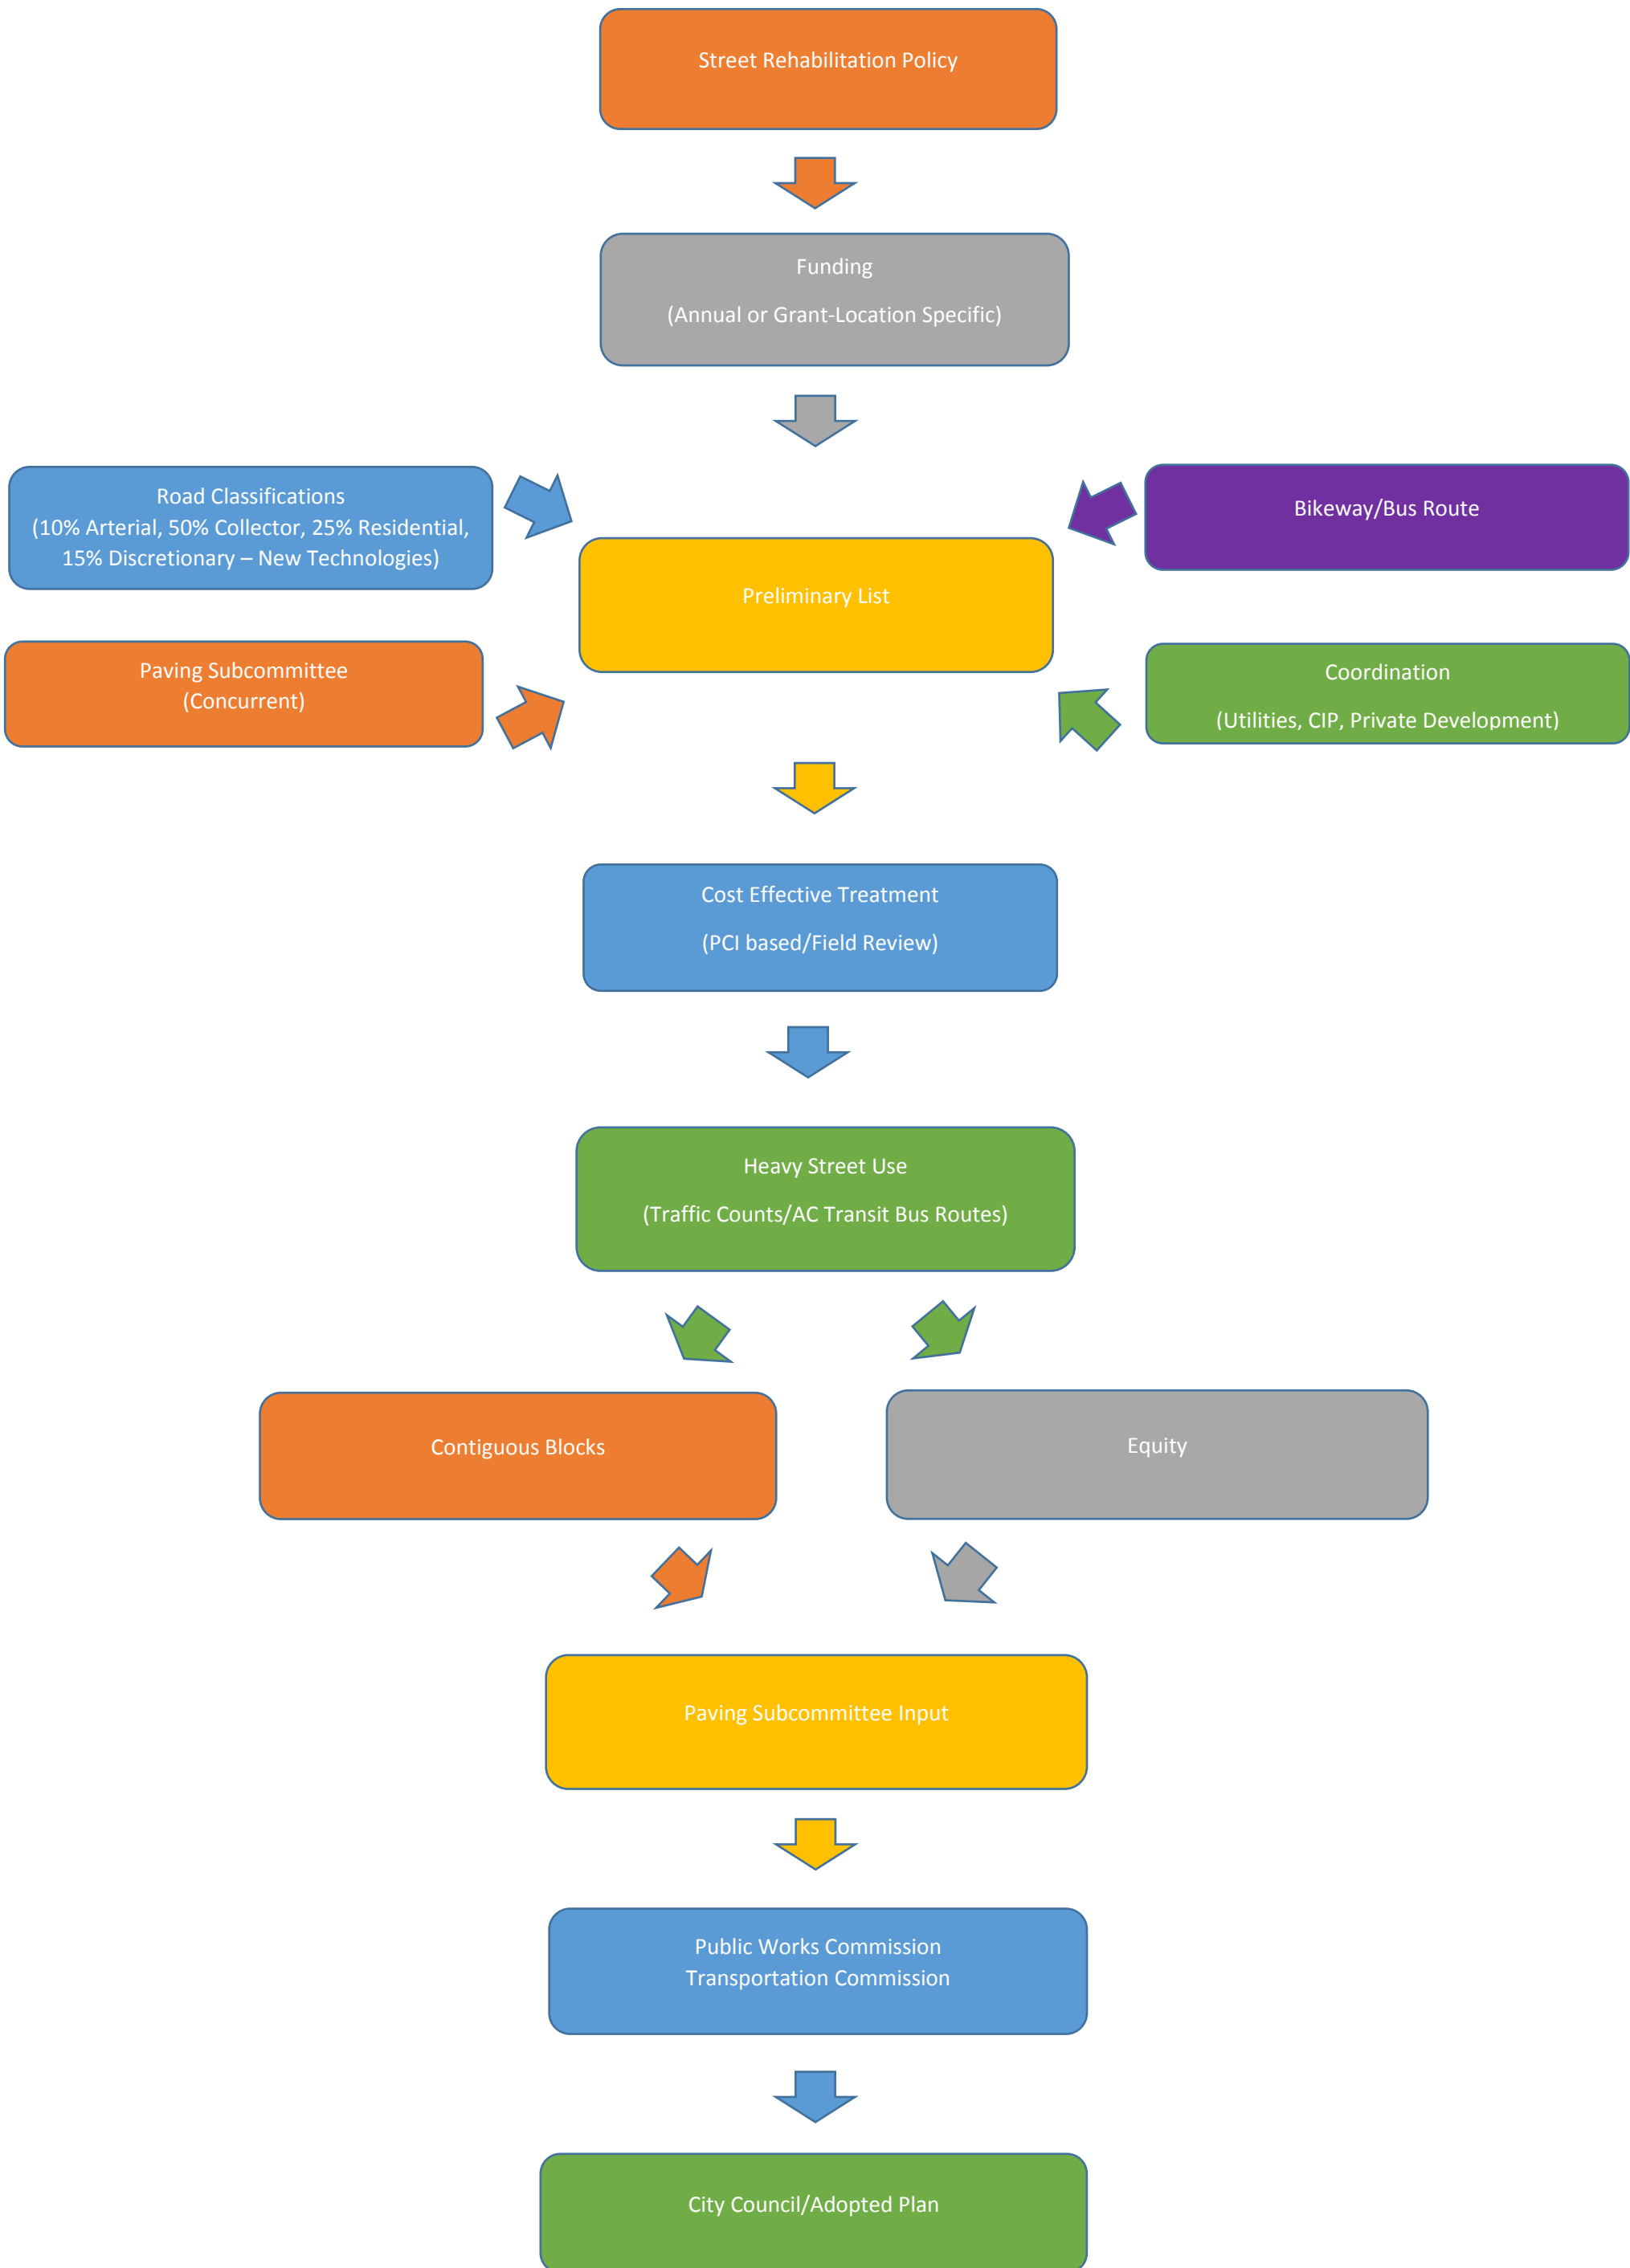 Street Rehabilitation Policy
Funding
(Annual or Grant-Location Specific)
Road Classifications
(10% Arterial, 50% Collector, 25% Residential,
15% Discretionary – New Technologies)
Bikeway/Bus Route
Preliminary List
Paving Subcommittee
(Concurrent)
Coordination
(Utilities, CIP, Private Development)
Cost Effective Treatment
(PCI based/Field Review)
Heavy Street Use
(Traffic Counts/AC Transit Bus Routes)
Contiguous Blocks
Equity
Paving Subcommittee Input
Public Works Commission
Transportation Commission
City Council/Adopted Plan